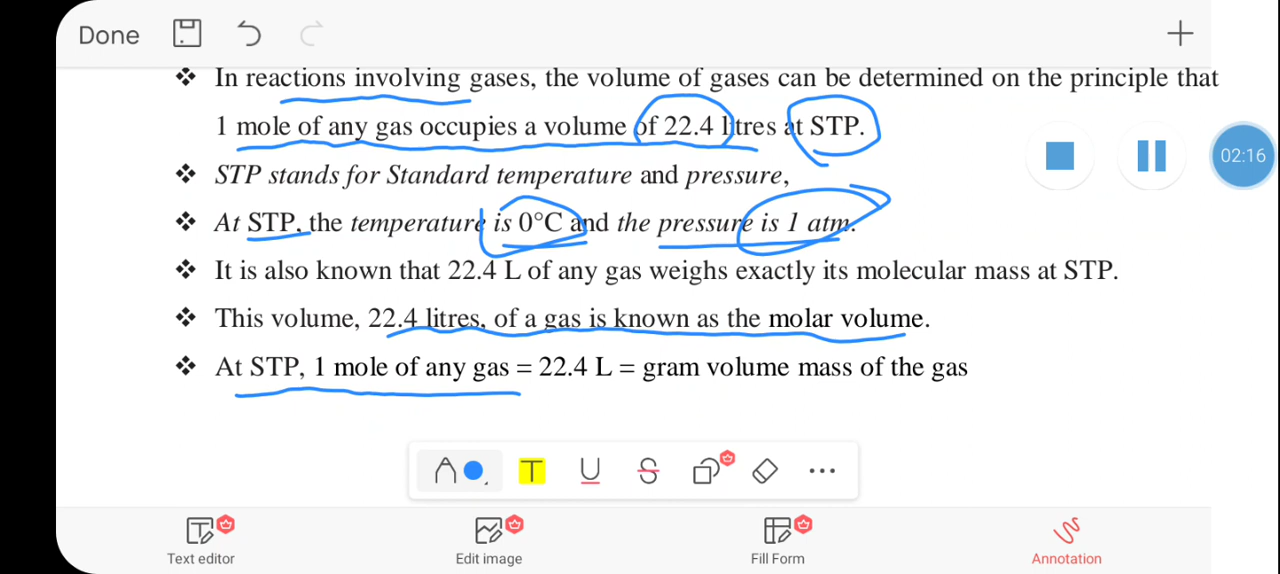 Done
❖ In reactions involving gases, the volume of gases can be determined on the principle that
1 mole of any gas occupies a volume of 22.4 litres at STP.
02:16
❖ STP stands for Standard temperature and pressure,
❖ At STP, the temperature is 0°C and the pressure is 1 atm.
❖ It is also known that 22.4 L of any gas weighs exactly its molecular mass at STP.
❖ This volume, 22.4 litres, of a gas is known as the molar volume.
❖ At STP, 1 mole of any gas = 22.4 L = gram volume mass of the gas
T U S
Text editor Edit image Fill Form Annotation